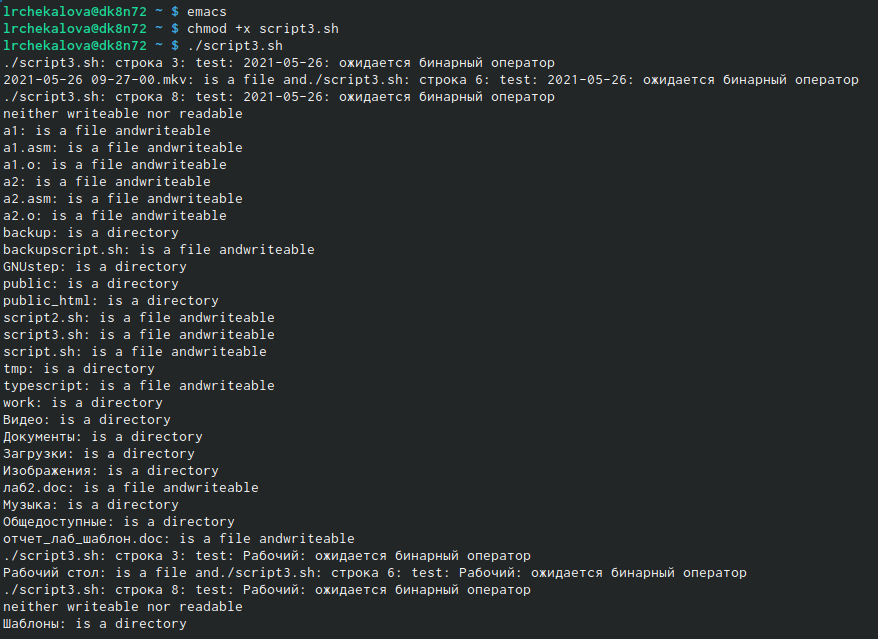 lrchekalova@dk8n72 ~ $ emacs
lrchekalova@dk8n72 ~ $ chmod +x script3.sh
lrchekalova@dk8n72 ~ $ ./script3.sh
./script3.sh: строка 3: test: 2021-05-26: ожидается бинарный оператор
2021-05-26 09-27-00.mkv: is a file and./script3.sh: строка 6: test: 2021-05-26: ожидается бинарный оператор
./script3.sh: строка 8: test: 2021-05-26: ожидается бинарный оператор
neither writeable nor readable
a1: is a file andwriteable
a1.asm: is a file andwriteable
a1.o: is a file andwriteable
a2: is a file andwriteable
a2.asm: is a file andwriteable
a2.o: is a file andwriteable
backup: is a directory
backupscript.sh: is a file andwriteable
GNUstep: is a directory
public: is a directory
public_html: is a directory
script2.sh: is a file andwriteable
script3.sh: is a file andwriteable
script.sh: is a file andwriteable
tmp: is a directory
typescript: is a file andwriteable
work: is a directory
Видео: is a directory
Документы: is a directory
Загрузки: is a directory
Изображения: is a directory
лаб2.doc: is a file andwriteable
Музыка: is a directory
Общедоступные: is a directory
отчет_лаб_шаблон.doc: is a file andwriteable
./script3.sh: строка 3: test: Рабочий: ожидается бинарный оператор
Рабочий стол: is a file and./script3.sh: строка 6: test: Рабочий: ожидается бинарный оператор
./script3.sh: строка 8: test: Рабочий: ожидается бинарный оператор
neither writeable nor readable
Шаблоны: is a directory